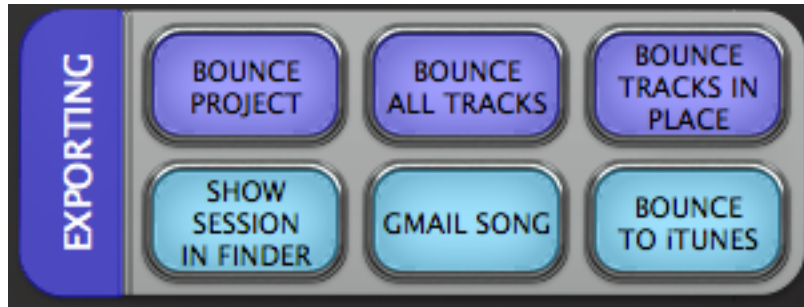 EXPORTING
BOUNCE
PROJECT
BOUNCE
ALL TRACKS
BOUNCE
TRACKS IN
PLACE
SHOW
SESSION
IN FINDER
GMAIL SONG
BOUNCE
TO iTUNES